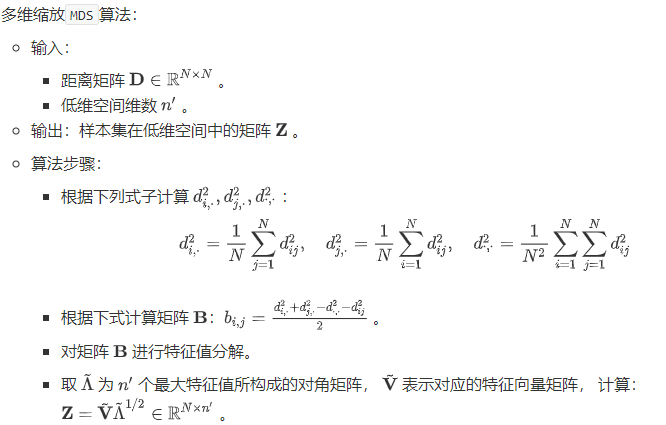 多维缩放 MDS 算法：
输入：
距离矩阵 $\mathbf{D} \in \mathbb{R}^{N \times N}$ 。
低维空间维数 $n'$ 。
输出：样本集在低维空间中的矩阵 $\mathbf{Z}$ 。
算法步骤：
根据下列式子计算 $d_{i,\cdot}^2, d_{j,\cdot}^2, d_{\cdot,\cdot}^2$：
$d_{i,\cdot}^2 = \frac{1}{N} \sum_{j=1}^{N} d_{ij}^2, \quad d_{j,\cdot}^2 = \frac{1}{N} \sum_{i=1}^{N} d_{ij}^2, \quad d_{\cdot,\cdot}^2 = \frac{1}{N^2} \sum_{i=1}^{N} \sum_{j=1}^{N} d_{ij}^2$
根据下式计算矩阵 $\mathbf{B}$：$b_{i,j} = \frac{d_{i,\cdot}^2 + d_{j,\cdot}^2 - d_{\cdot,\cdot}^2 - d_{ij}^2}{2}$ 。
对矩阵 $\mathbf{B}$ 进行特征值分解。
取 $\tilde{\Lambda}$ 为 $n'$ 个最大特征值所构成的对角矩阵， $\tilde{\mathbf{V}}$ 表示对应的特征向量矩阵， 计算：
$\mathbf{Z} = \tilde{\mathbf{V}} \tilde{\Lambda}^{1/2} \in \mathbb{R}^{N \times n'}$ 。